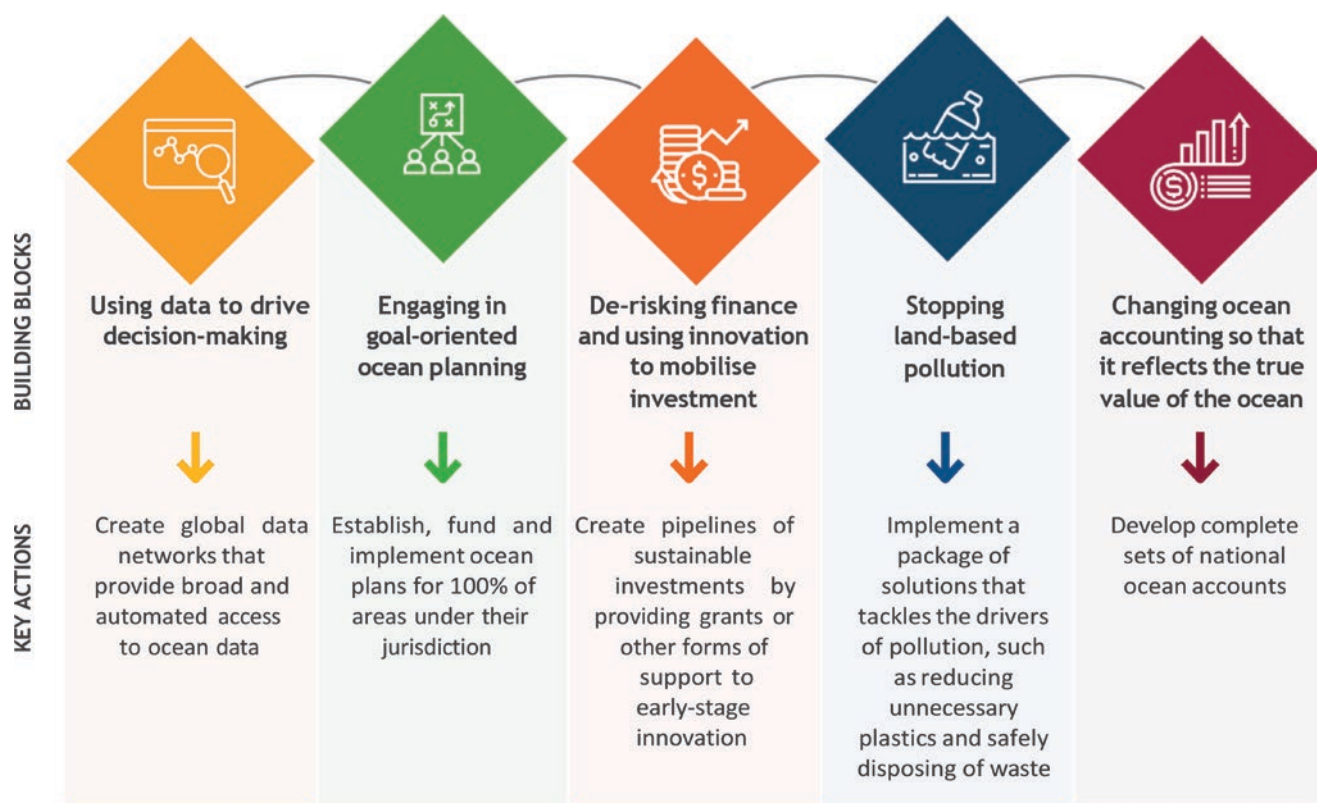 BUILDING BLOCKS
Using data to drive
decision-making
Engaging in
goal-oriented
ocean planning
De-risking finance
and using innovation
to mobilise
investment
Stopping
land-based
pollution
Changing ocean
accounting so that
it reflects the true
value of the ocean
KEY ACTIONS
Create global data
networks that
provide broad and
automated access
to ocean data
Establish, fund and
implement ocean
plans for 100% of
areas under their
jurisdiction
Create pipelines of
sustainable
investments by
providing grants or
other forms of
support to
early-stage
innovation
Implement a
package of
solutions that
tackles the drivers
of pollution, such
as reducing
unnecessary
plastics and safely
disposing of waste
Develop complete
sets of national
ocean accounts